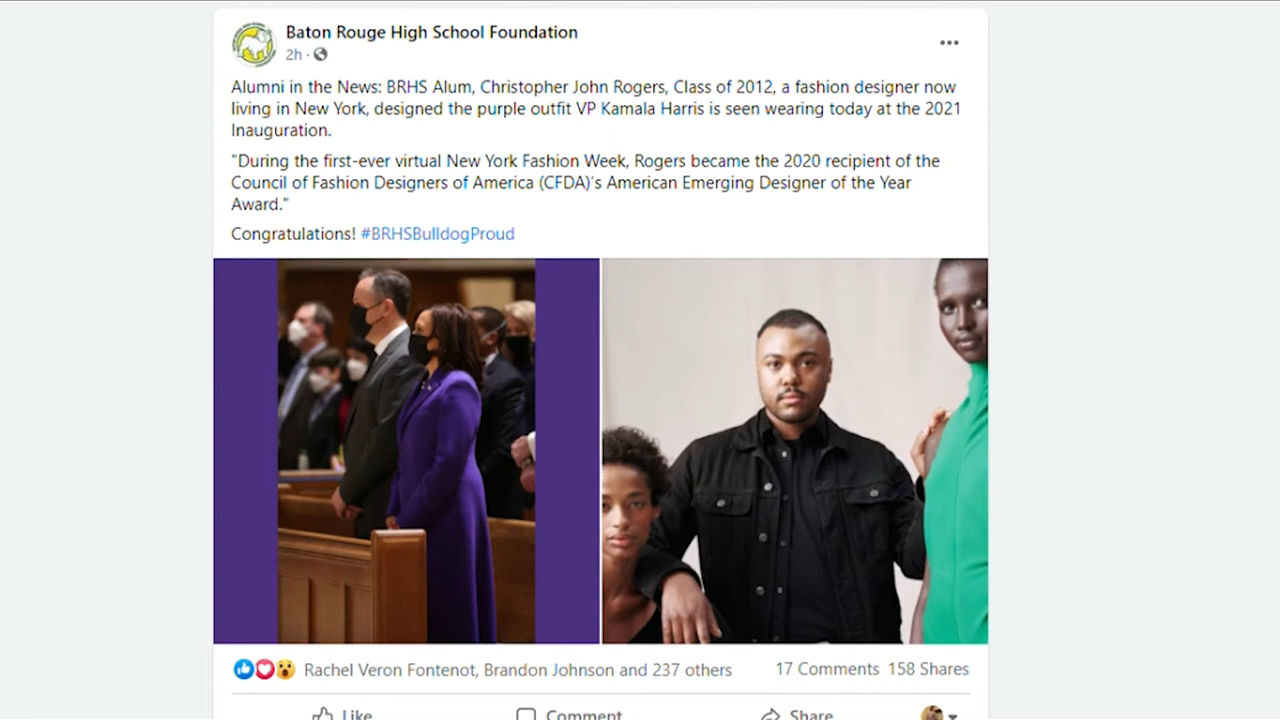 Baton Rouge High School Foundation
2h ·
Alumni in the News: BRHS Alum, Christopher John Rogers, Class of 2012, a fashion designer now
living in New York, designed the purple outfit VP Kamala Harris is seen wearing today at the 2021
Inauguration.
"During the first-ever virtual New York Fashion Week, Rogers became the 2020 recipient of the
Council of Fashion Designers of America (CFDA)'s American Emerging Designer of the Year
Award."
Congratulations! #BRHSBulldogProud
Rachel Veron Fontenot, Brandon Johnson and 237 others 17 Comments 158 Shares
Like Comment Share